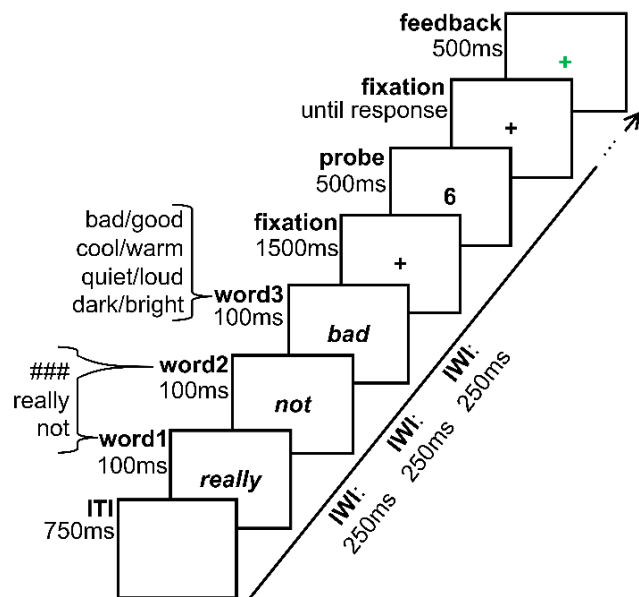 feedback
500ms
+
fixation
until response
+
probe
500ms
6
bad/good
cool/warm
quiet/loud
dark/bright
fixation
1500ms
+
word3
100ms
bad
###
really
not
word2
100ms
not
word1
100ms
really
ITI
750ms
IWI:
250ms
IWI:
250ms
IWI:
250ms